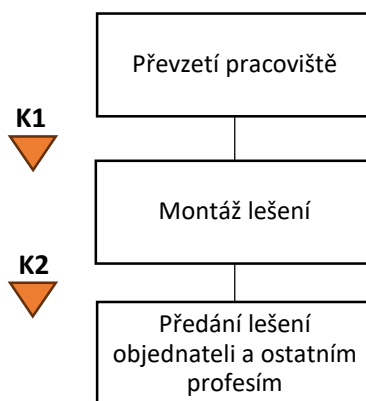 Převzetí pracoviště
K1
Montáž lešení
K2
Předání lešení
objednateli a ostatním
profesím